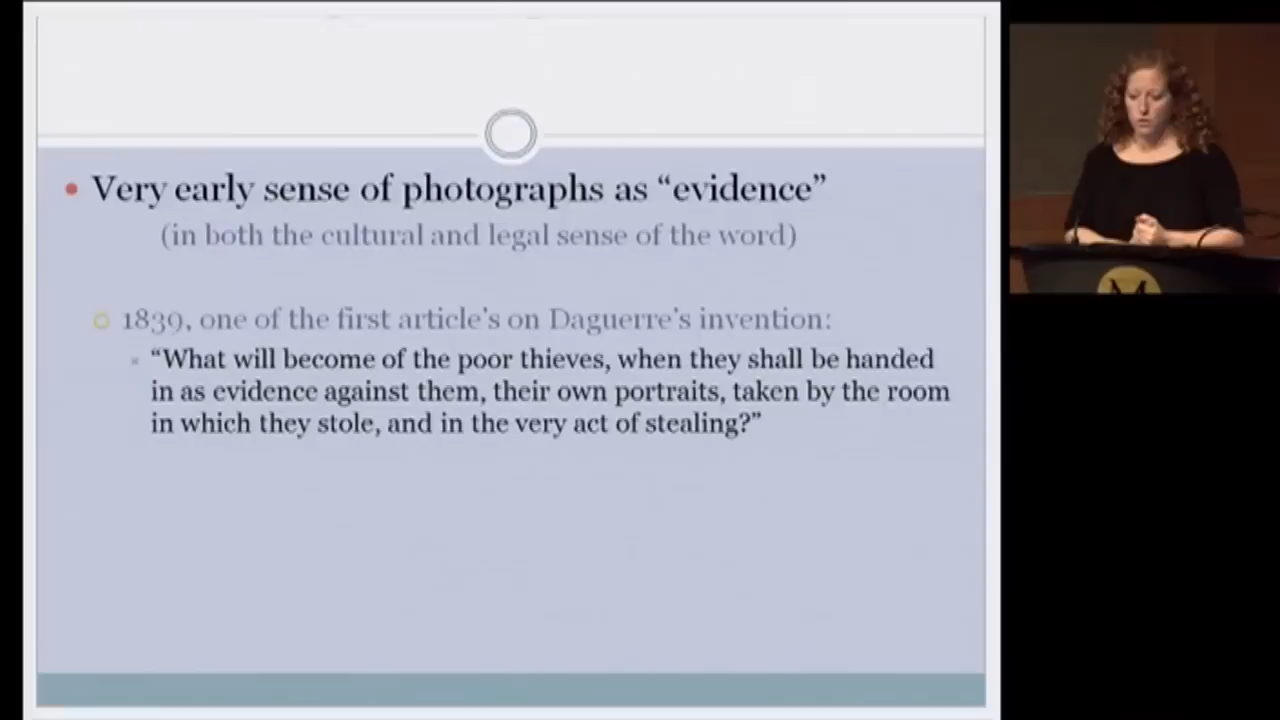 Very early sense of photographs as “evidence”
(in both the cultural and legal sense of the word)
1839, one of the first article's on Daguerre's invention:
“What will become of the poor thieves, when they shall be handed
in as evidence against them, their own portraits, taken by the room
in which they stole, and in the very act of stealing?”
M